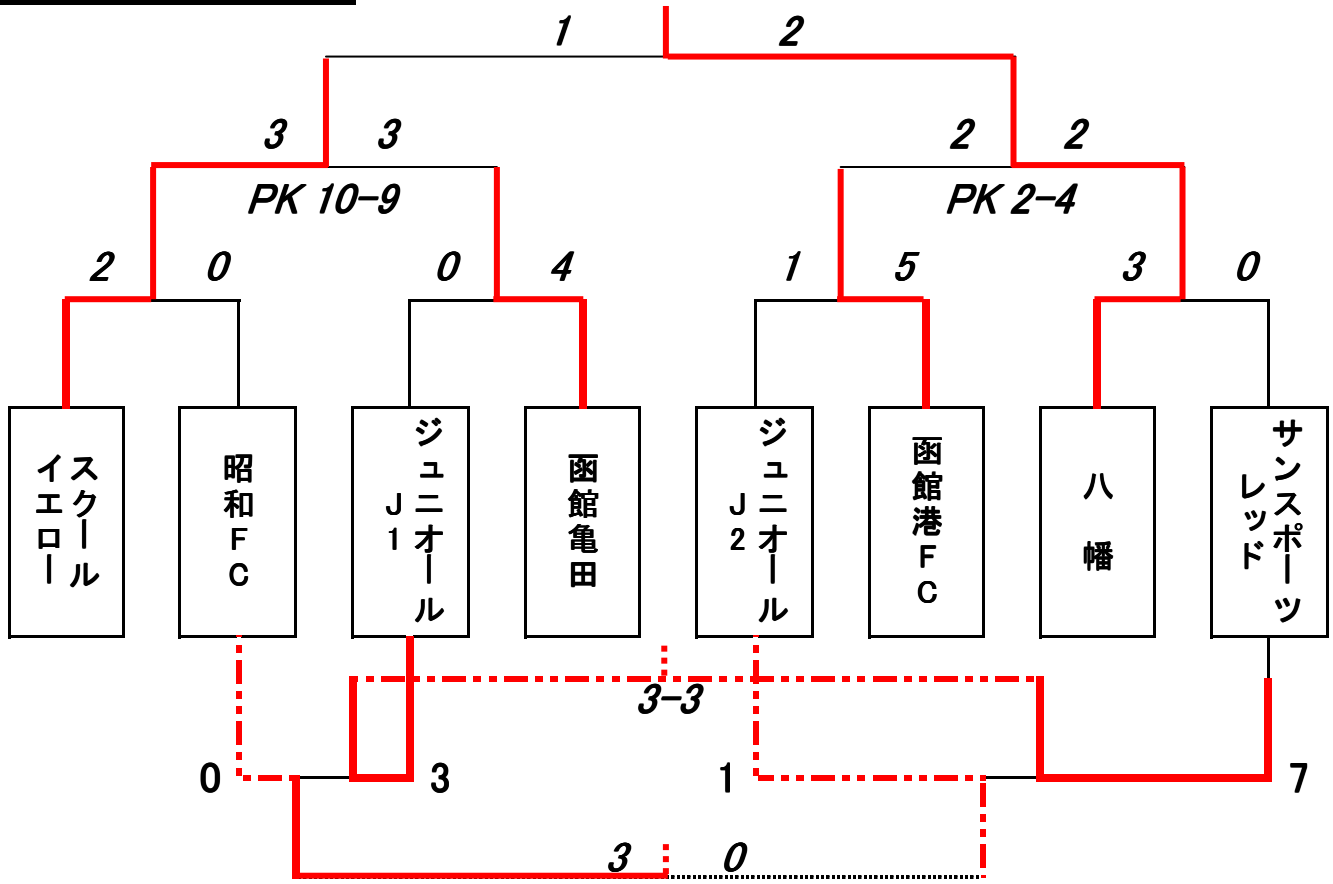 1 2
3 3 2 2
PK 10-9 PK 2-4
2 0 0 4 1 5 3 0
スクール
イエロー
昭和FC
ジュニオール
J1
函館亀田
ジュニオール
J2
函館港FC
八幡
サンスポーツ
レッド
3-3
0 3 1 7
3 0